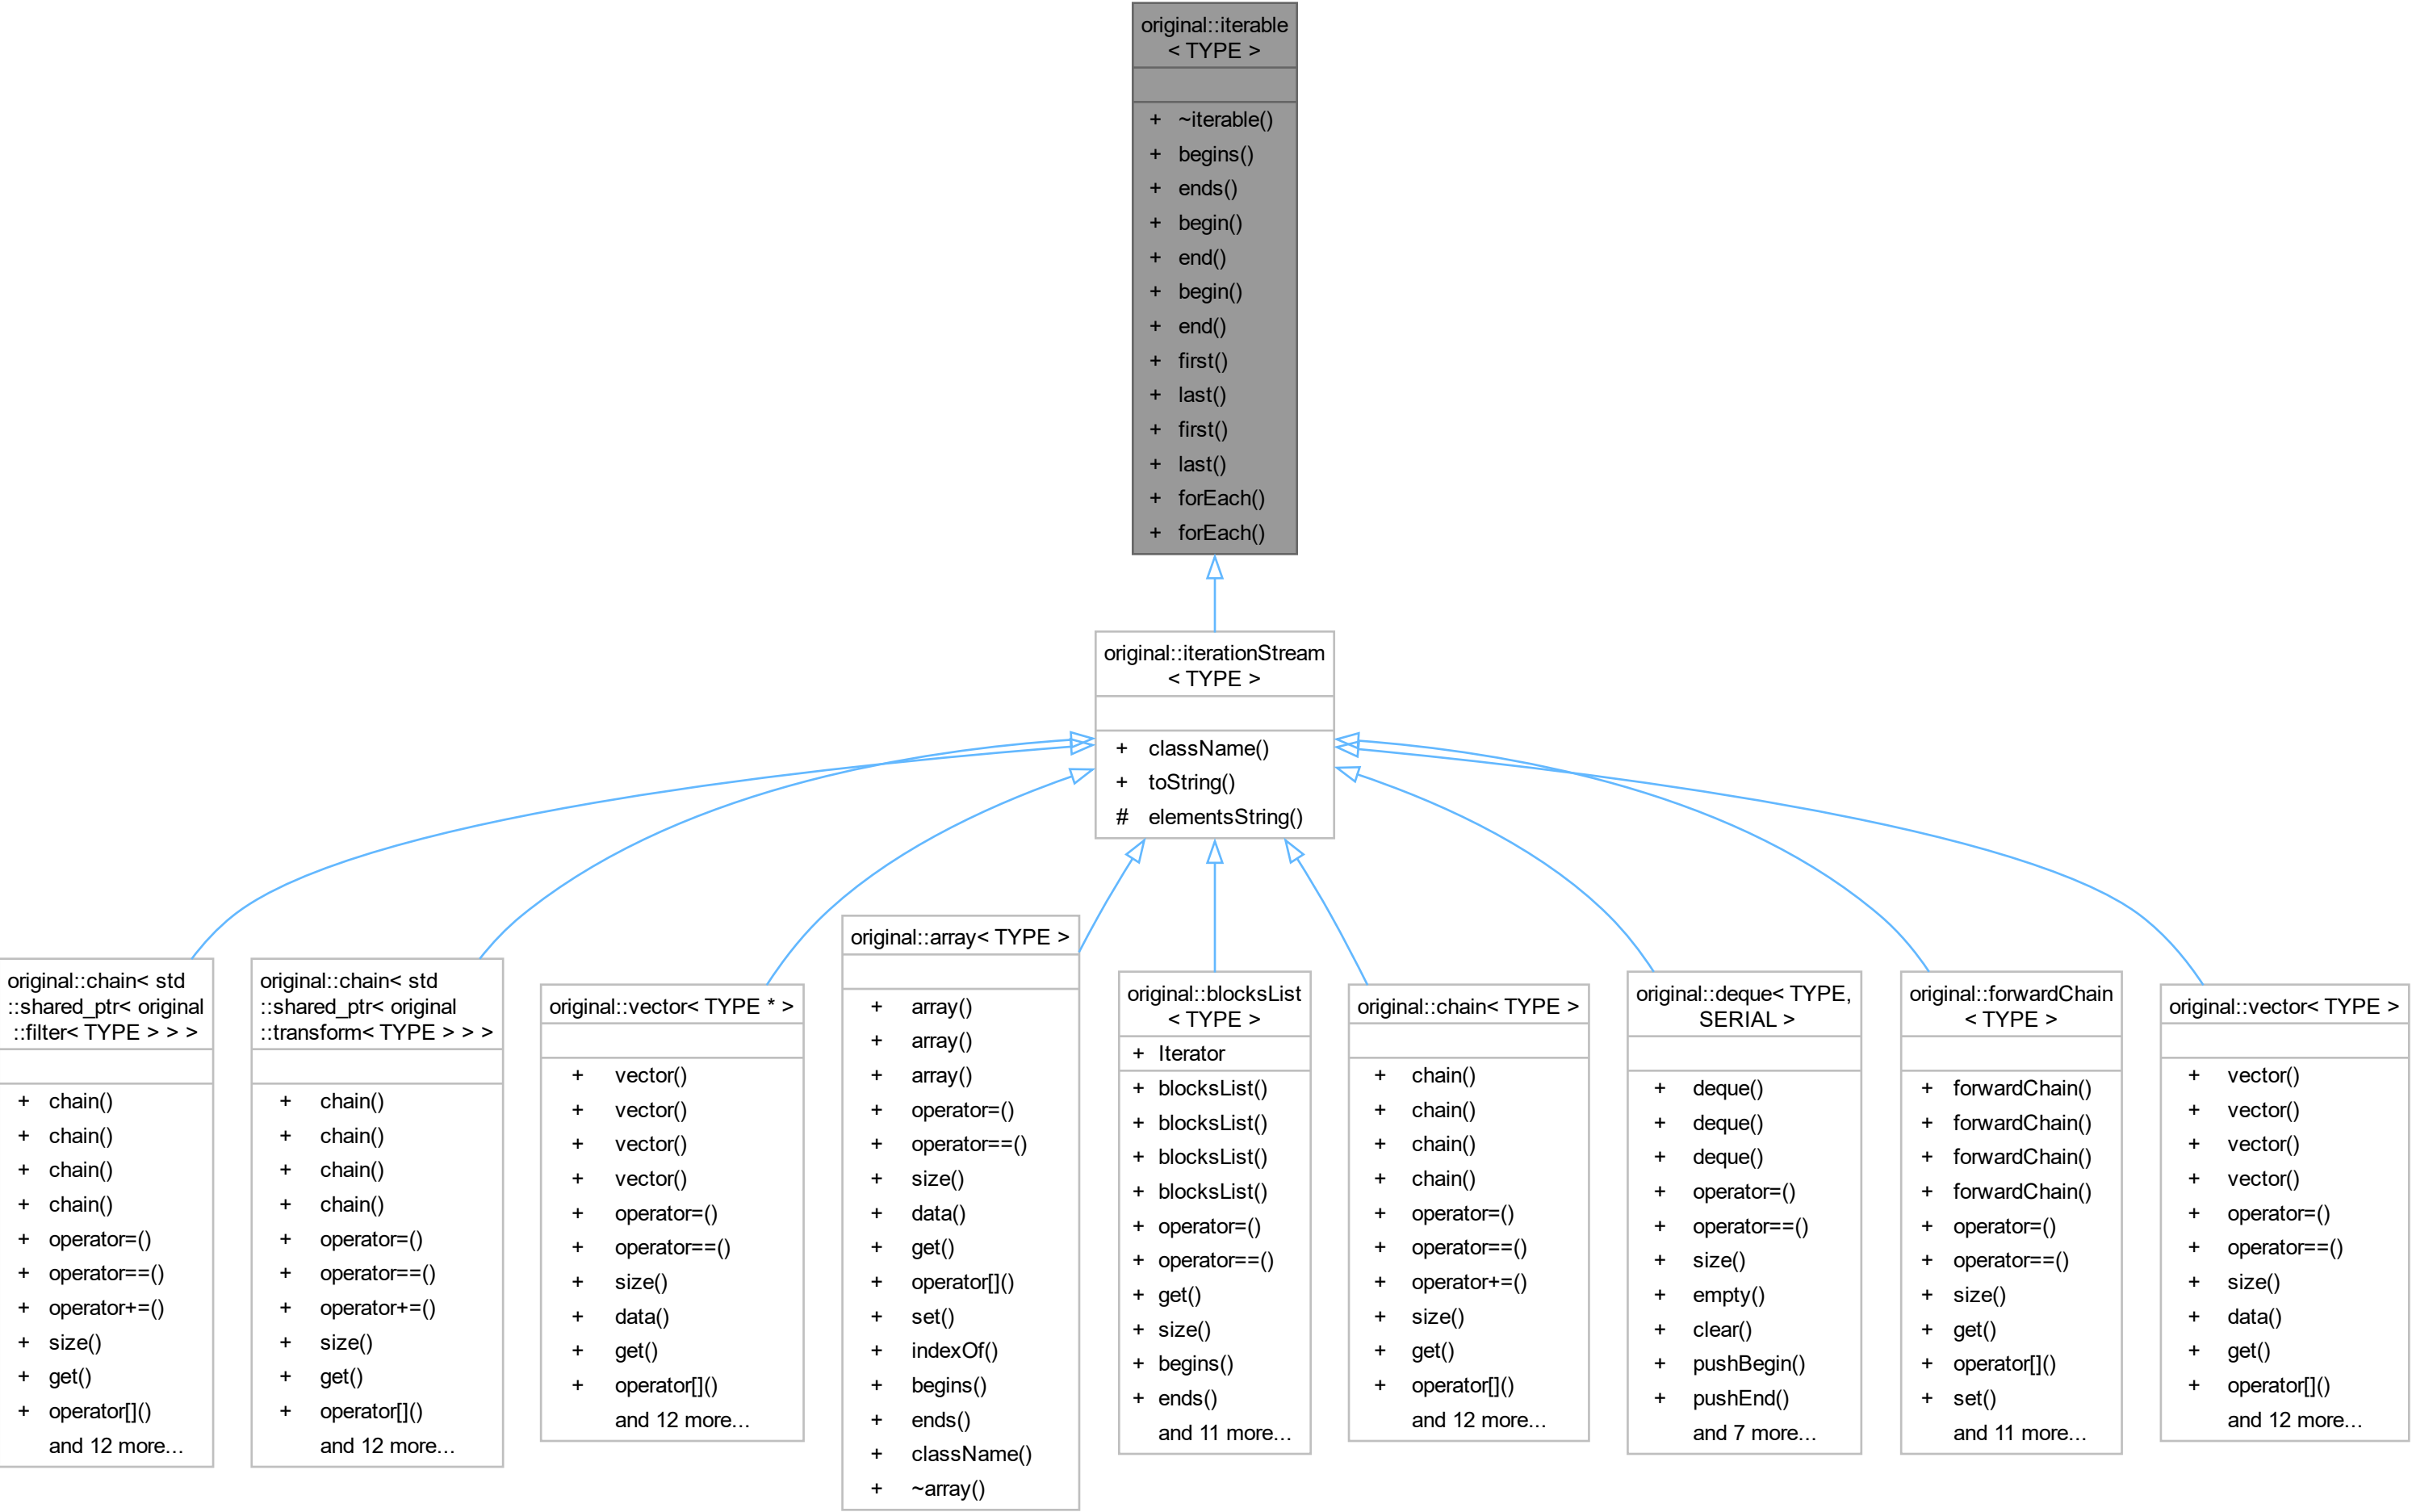 original::iterable
< TYPE >
+ ~iterable()
+ begins()
+ ends()
+ begin()
+ end()
+ begin()
+ end()
+ first()
+ last()
+ first()
+ last()
+ forEach()
+ forEach()
original::iterationStream
< TYPE >
+ className()
+ toString()
# elementsString()
original::chain< std
::shared_ptr< original
::filter< TYPE > > >
+ chain()
+ chain()
+ chain()
+ chain()
+ operator=()
+ operator==()
+ operator+=()
+ size()
+ get()
+ operator[]()
and 12 more...
original::chain< std
::shared_ptr< original
::transform< TYPE > > >
+ chain()
+ chain()
+ chain()
+ chain()
+ operator=()
+ operator==()
+ operator+=()
+ size()
+ get()
+ operator[]()
and 12 more...
original::vector< TYPE * >
+ vector()
+ vector()
+ vector()
+ vector()
+ operator=()
+ operator==()
+ size()
+ data()
+ get()
+ operator[]()
and 12 more...
original::array< TYPE >
+ array()
+ array()
+ array()
+ operator=()
+ operator==()
+ size()
+ data()
+ get()
+ operator[]()
+ set()
+ indexOf()
+ begins()
+ ends()
+ className()
+ ~array()
original::blocksList
< TYPE >
+ Iterator
+ blocksList()
+ blocksList()
+ blocksList()
+ blocksList()
+ operator=()
+ operator==()
+ get()
+ size()
+ begins()
+ ends()
and 11 more...
original::chain< TYPE >
+ chain()
+ chain()
+ chain()
+ chain()
+ operator=()
+ operator==()
+ operator+=()
+ size()
+ get()
+ operator[]()
and 12 more...
original::deque< TYPE,
SERIAL >
+ deque()
+ deque()
+ deque()
+ operator=()
+ operator==()
+ size()
+ empty()
+ clear()
+ pushBegin()
+ pushEnd()
and 7 more...
original::forwardChain
< TYPE >
+ forwardChain()
+ forwardChain()
+ forwardChain()
+ forwardChain()
+ operator=()
+ operator==()
+ size()
+ get()
+ operator[]()
+ set()
and 11 more...
original::vector< TYPE >
+ vector()
+ vector()
+ vector()
+ vector()
+ operator=()
+ operator==()
+ size()
+ data()
+ get()
+ operator[]()
and 12 more...